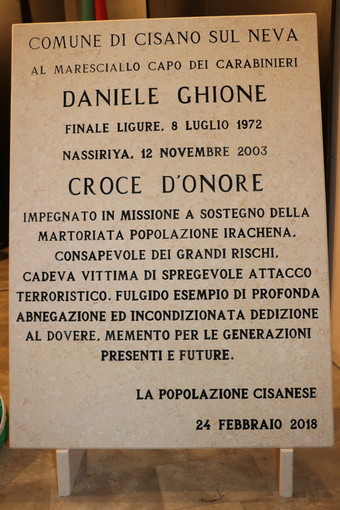 COMUNE DI CISANO SUL NEVA
AL MARESCIALLO CAPO DEI CARABINIERI
DANIELE GHIONE
FINALE LIGURE, 8 LUGLIO 1972
NASSIRIYA, 12 NOVEMBRE 2003
CROCE D'ONORE
IMPEGNATO IN MISSIONE A SOSTEGNO DELLA
MARTORIATA POPOLAZIONE IRACHENA,
CONSAPEVOLE DEI GRANDI RISCHI,
CADEVA VITTIMA DI SPREGEVOLE ATTACCO
TERRORISTICO. FULGIDO ESEMPIO DI PROFONDA
ABNEGAZIONE ED INCONDIZIONATA DEDIZIONE
AL DOVERE, MEMENTO PER LE GENERAZIONI
PRESENTI E FUTURE.
LA POPOLAZIONE CISANESE
24 FEBBRAIO 2018